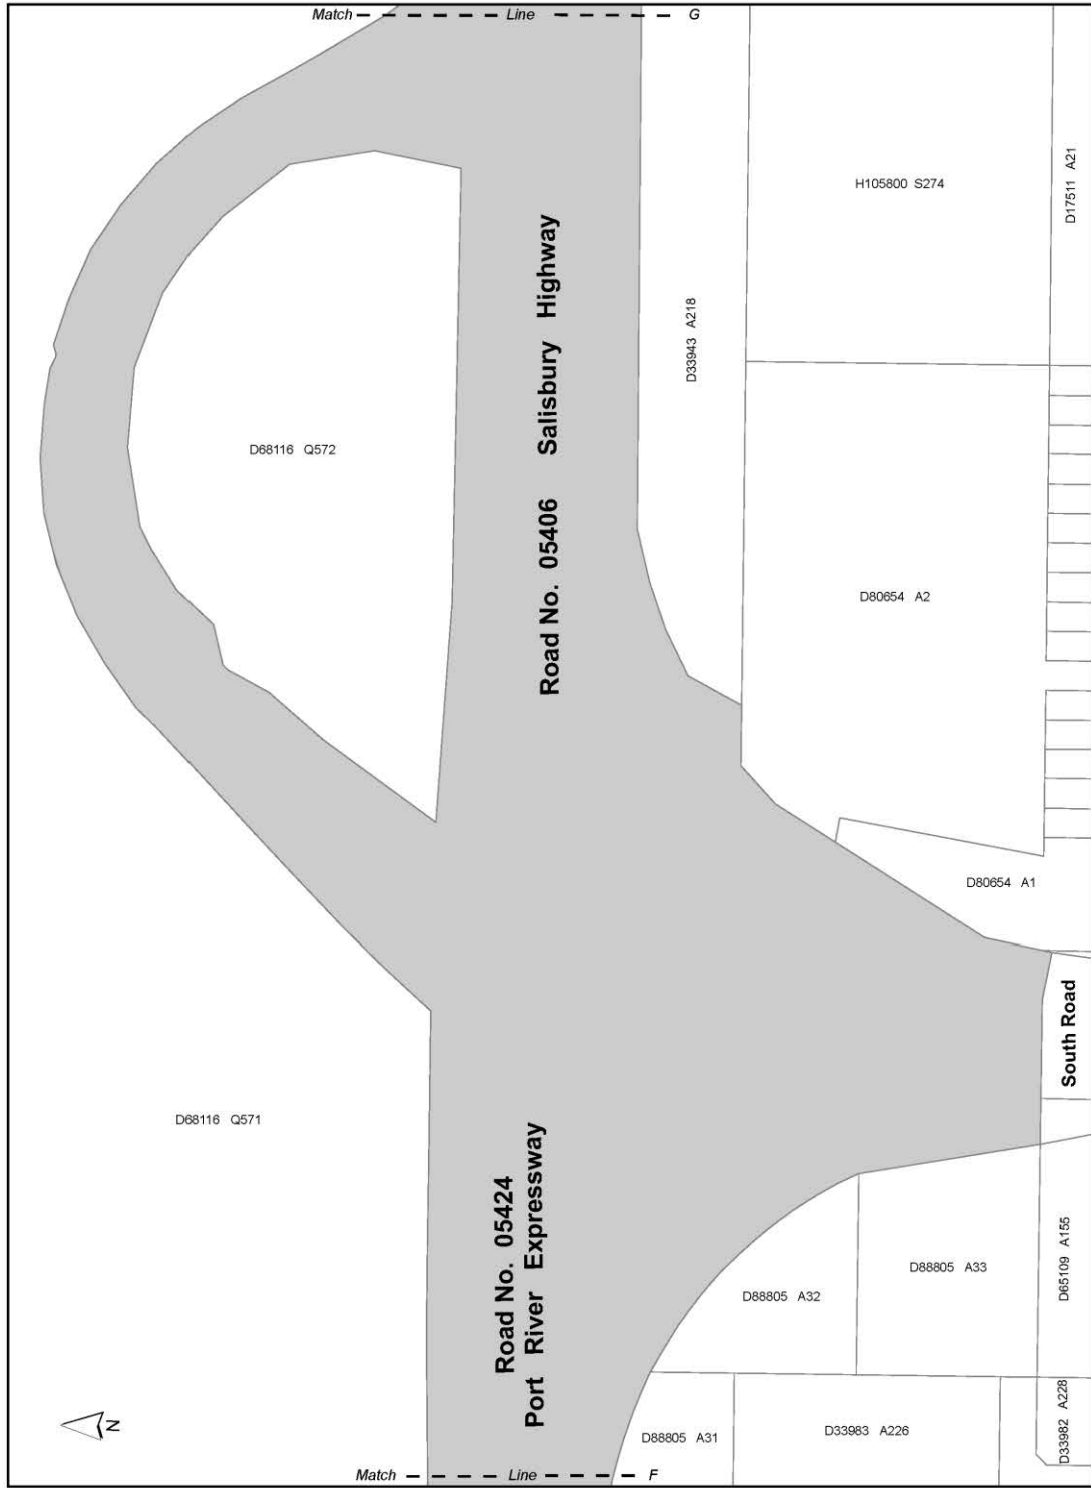 Match Line G
H105800 S274
D17511 A21
D33943 A218
Road No. 05406 Salisbury Highway
D68116 Q572
D80654 A2
D80654 A1
South Road
D68116 Q571
Road No. 05424
Port River Expressway
D88805 A33
D65109 A155
D88805 A32
D33982 A228
D33983 A226
D88805 A31
N
Match Line F